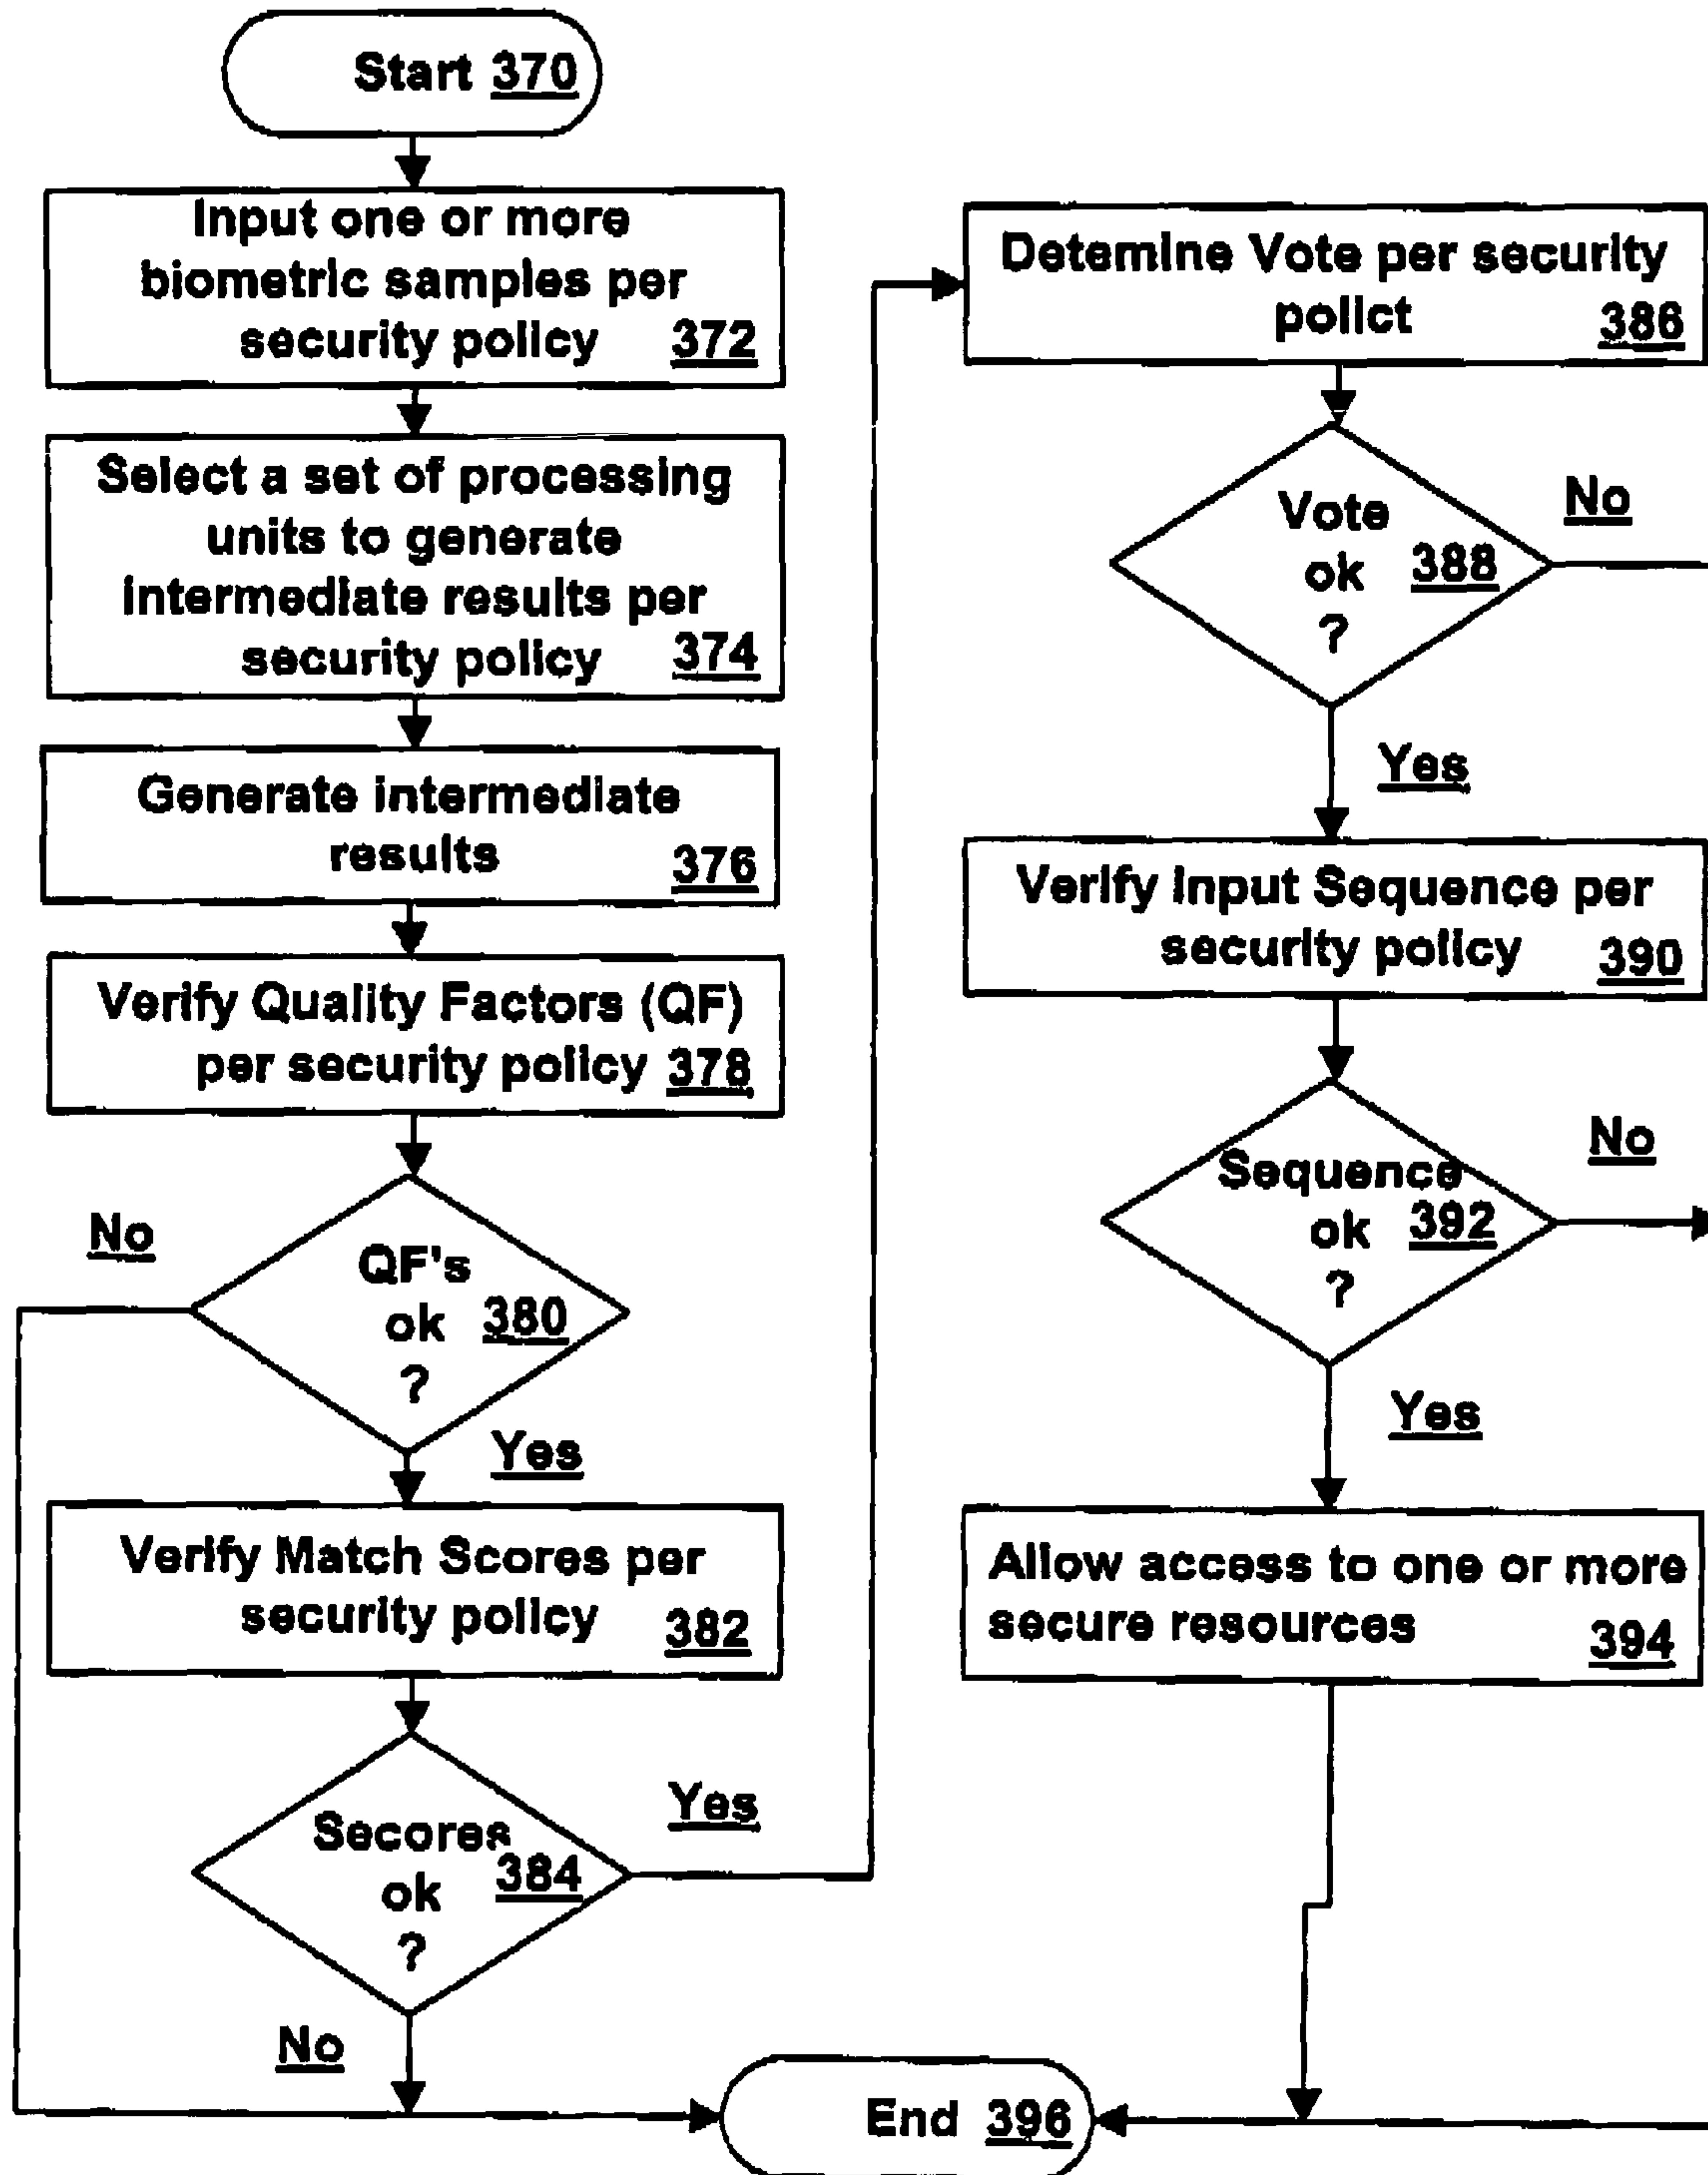 Start 370
Input one or more
biometric samples per
security policy 372
Select a set of processing
units to generate
intermediate results per
security policy 374
Generate intermediate
results 376
Verify Quality Factors (QF)
per security policy 378
No
QF's
ok 380
?
Yes
Verify Match Scores per
security policy 382
Secores
ok 384
?
Yes
No
Detemine Vote per security
polict 386
Vote
ok 388
?
No
Yes
Verify Input Sequence per
security policy 390
Sequence
ok 392
?
No
Yes
Allow access to one or more
secure resources 394
End 396